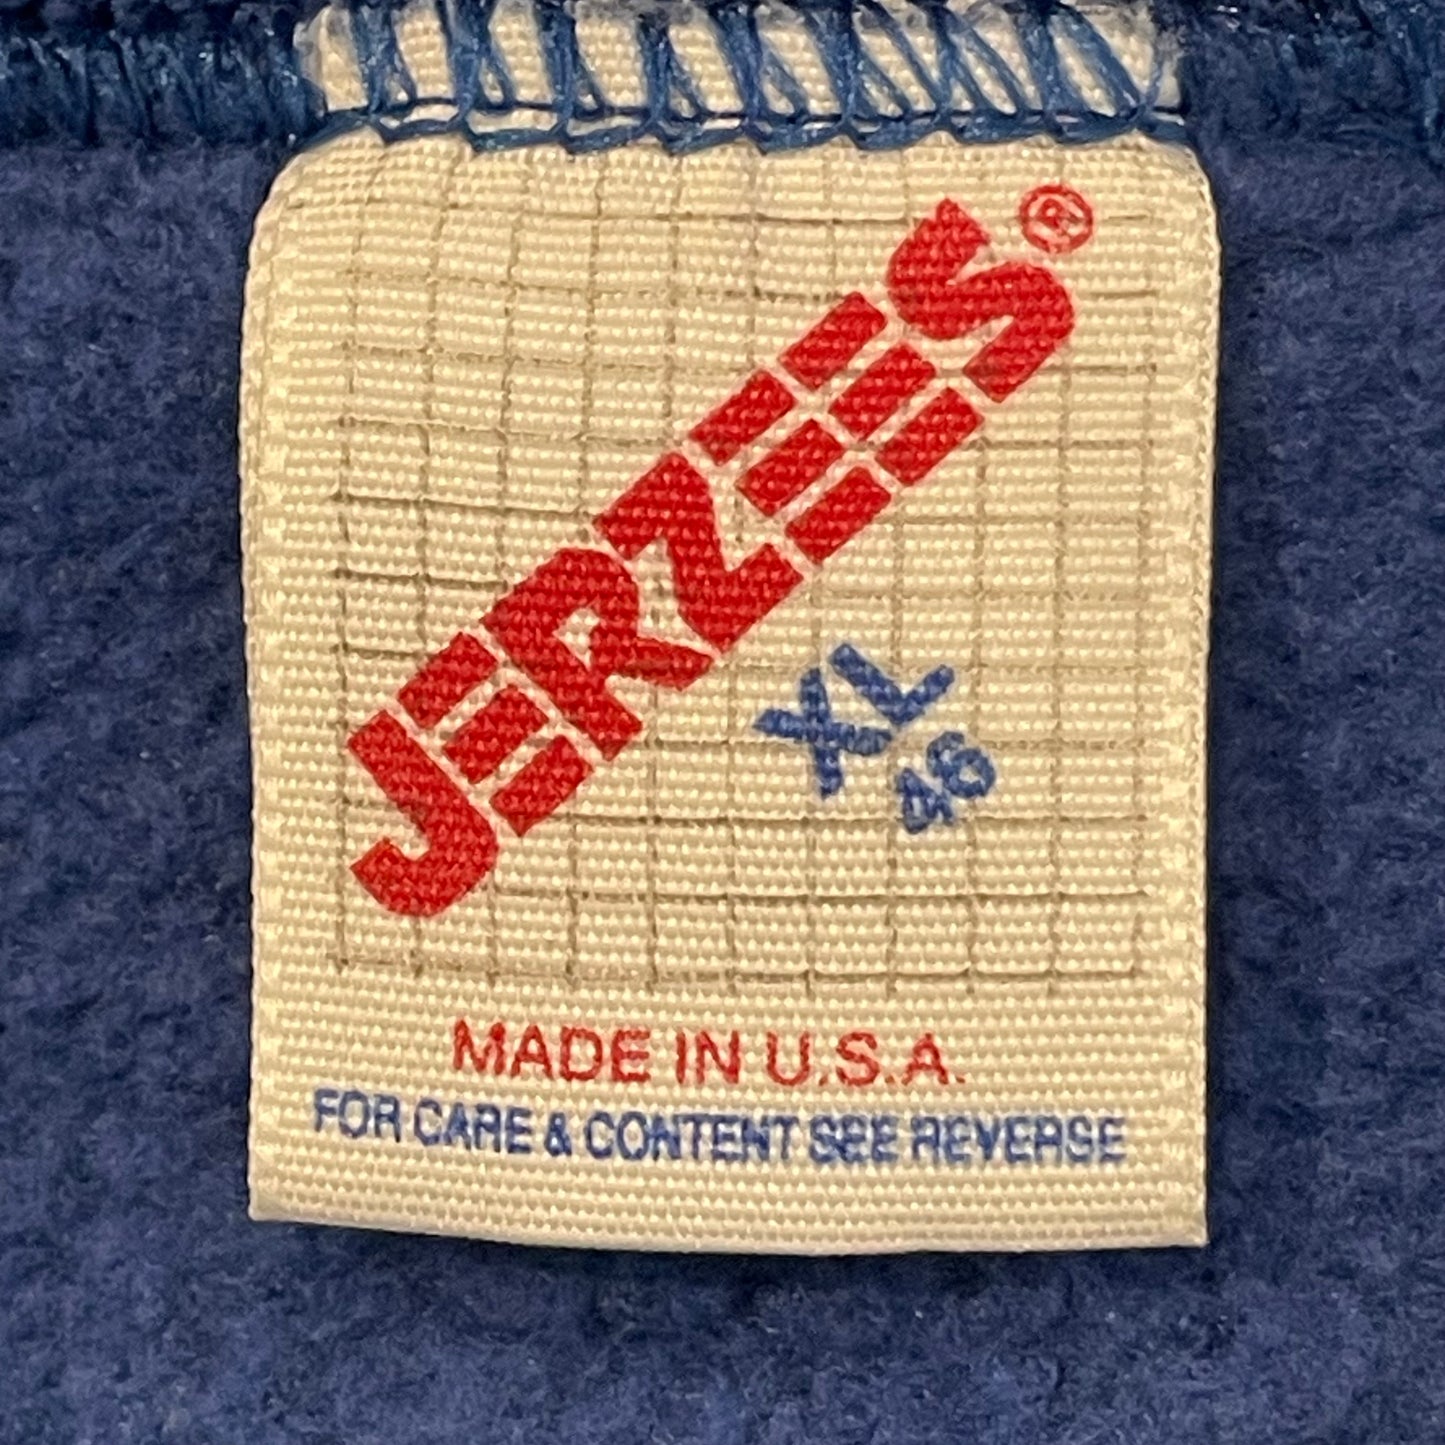 JERZEES®
XL
46
MADE IN U.S.A.
FOR CARE & CONTENT SEE REVERSE